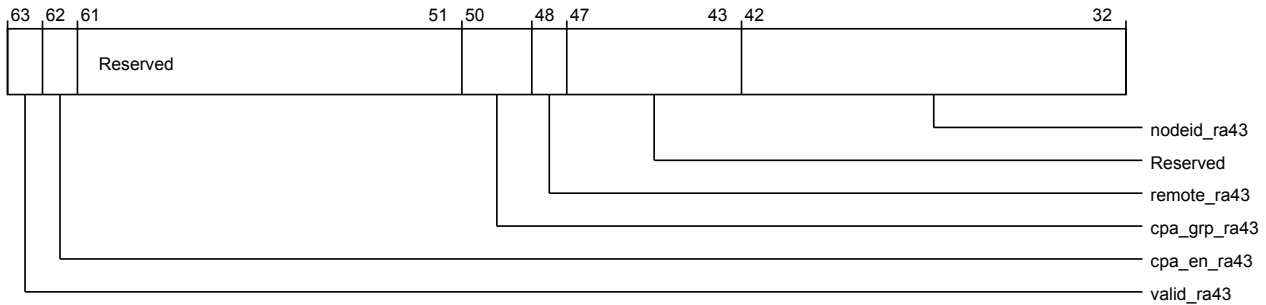 63 62 61 51 50 48 47 43 42 32
Reserved
nodeid_ra43
Reserved
remote_ra43
cpa_grp_ra43
cpa_en_ra43
valid_ra43